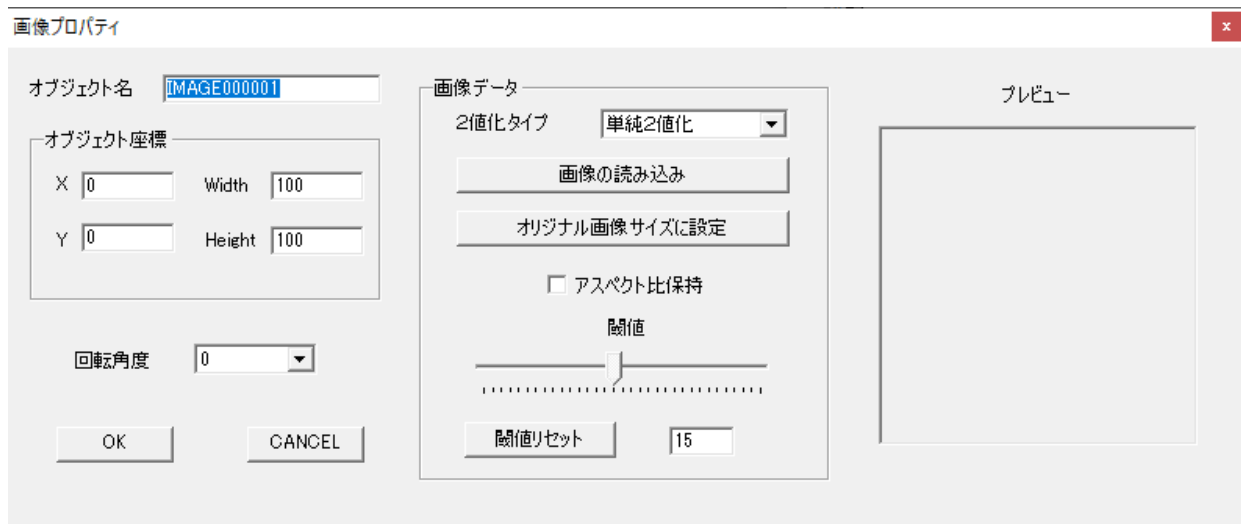 画像プロパティ
x
オブジェクト名 IMAGE000001
オブジェクト座標
X 0 Width 100
Y 0 Height 100
回転角度 0
OK CANCEL
画像データ
2値化タイプ 単純2値化
画像の読み込み
オリジナル画像サイズに設定
アスペクト比保持
閾値
閾値リセット 15
プレビュー